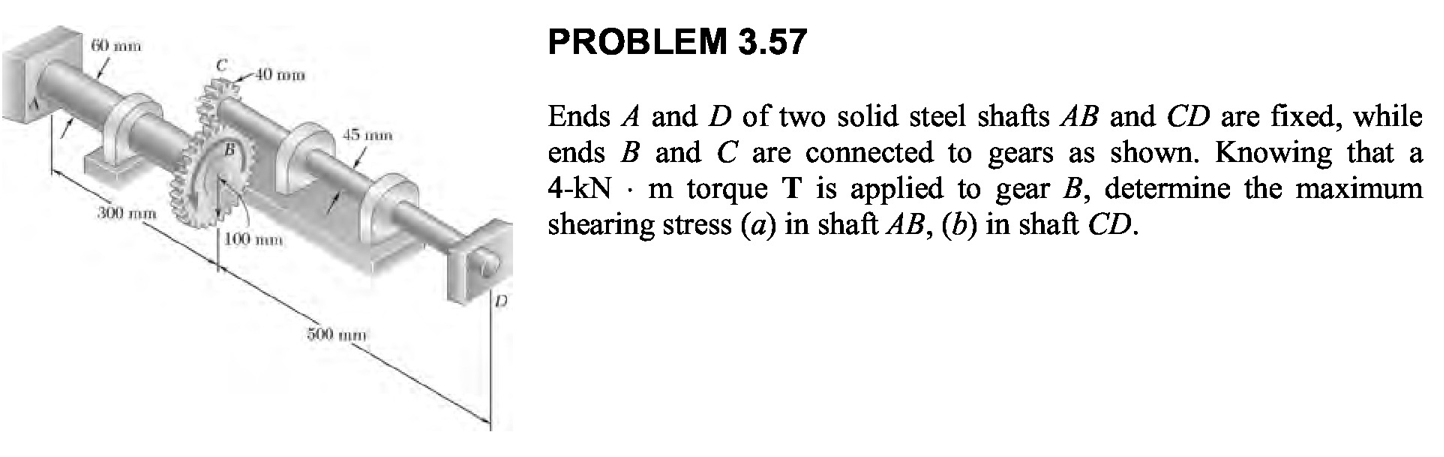 60 mm
C
40 mm
A
45 mm
B
300 mm
100 mm
D
500 mm
PROBLEM 3.57
Ends A and D of two solid steel shafts AB and CD are fixed, while
ends B and C are connected to gears as shown. Knowing that a
4-kN · m torque T is applied to gear B, determine the maximum
shearing stress (a) in shaft AB, (b) in shaft CD.